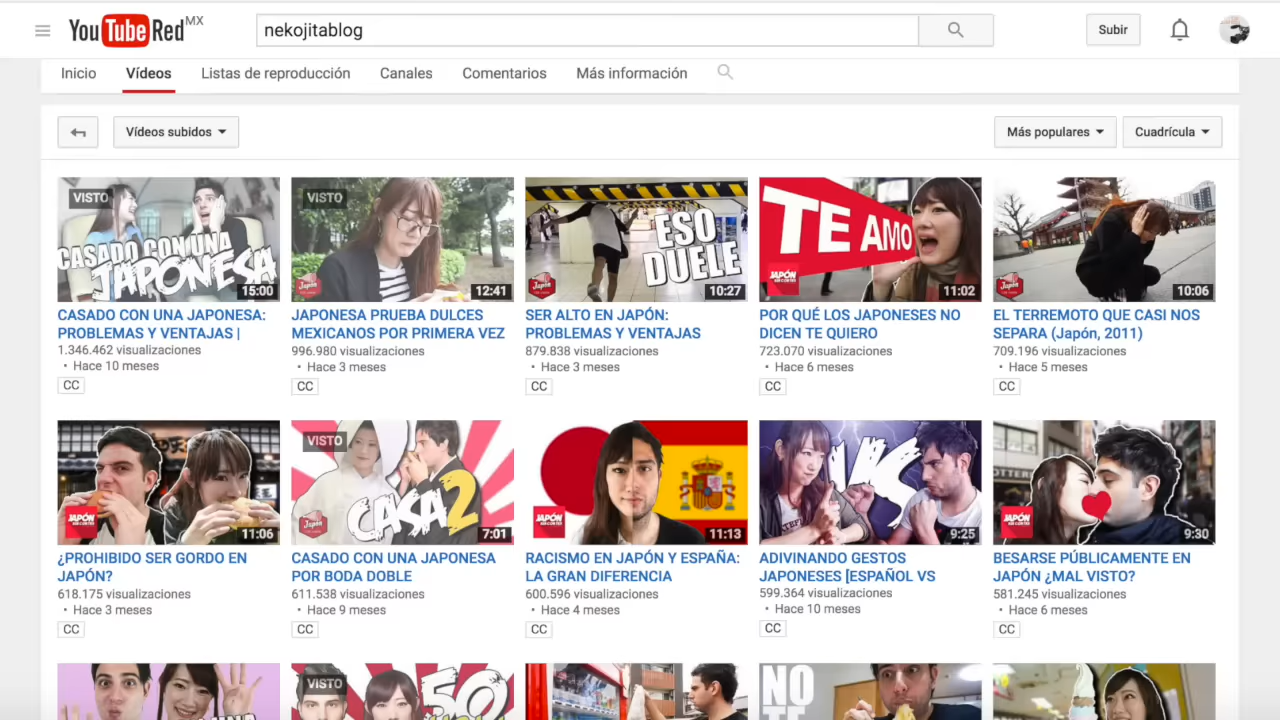 YouTube Red MX
nekojitablog
Subir
Inicio
Vídeos
Listas de reproducción
Canales
Comentarios
Más información
Vídeos subidos
Más populares
Cuadrícula
VISTO
CASADO CON UNA
JAPONESA
15:00
CASADO CON UNA JAPONESA:
PROBLEMAS Y VENTAJAS |
1.346.462 visualizaciones
• Hace 10 meses
CC
VISTO
12:41
JAPONESA PRUEBA DULCES
MEXICANOS POR PRIMERA VEZ
996.980 visualizaciones
• Hace 3 meses
CC
ESO
DUELE
Japón
10:27
SER ALTO EN JAPÓN:
PROBLEMAS Y VENTAJAS
879.838 visualizaciones
• Hace 3 meses
CC
TE AMO
JAPÓN
11:02
POR QUÉ LOS JAPONESES NO
DICEN TE QUIERO
723.070 visualizaciones
• Hace 6 meses
CC
Japón
10:06
EL TERREMOTO QUE CASI NOS
SEPARA (Japón, 2011)
709.196 visualizaciones
• Hace 5 meses
CC
JAPÓN
11:06
¿PROHIBIDO SER GORDO EN
JAPÓN?
618.175 visualizaciones
• Hace 3 meses
CC
VISTO
CASA2
Japón
7:01
CASADO CON UNA JAPONESA
POR BODA DOBLE
611.538 visualizaciones
• Hace 9 meses
CC
JAPÓN
11:13
RACISMO EN JAPÓN Y ESPAÑA:
LA GRAN DIFERENCIA
600.596 visualizaciones
• Hace 4 meses
CC
VS
9:25
ADIVINANDO GESTOS
JAPONESES [ESPAÑOL VS
599.364 visualizaciones
• Hace 10 meses
CC
JAPÓN
9:30
BESARSE PÚBLICAMENTE EN
JAPÓN ¿MAL VISTO?
581.245 visualizaciones
• Hace 6 meses
CC
VISTO
50
NO
TE